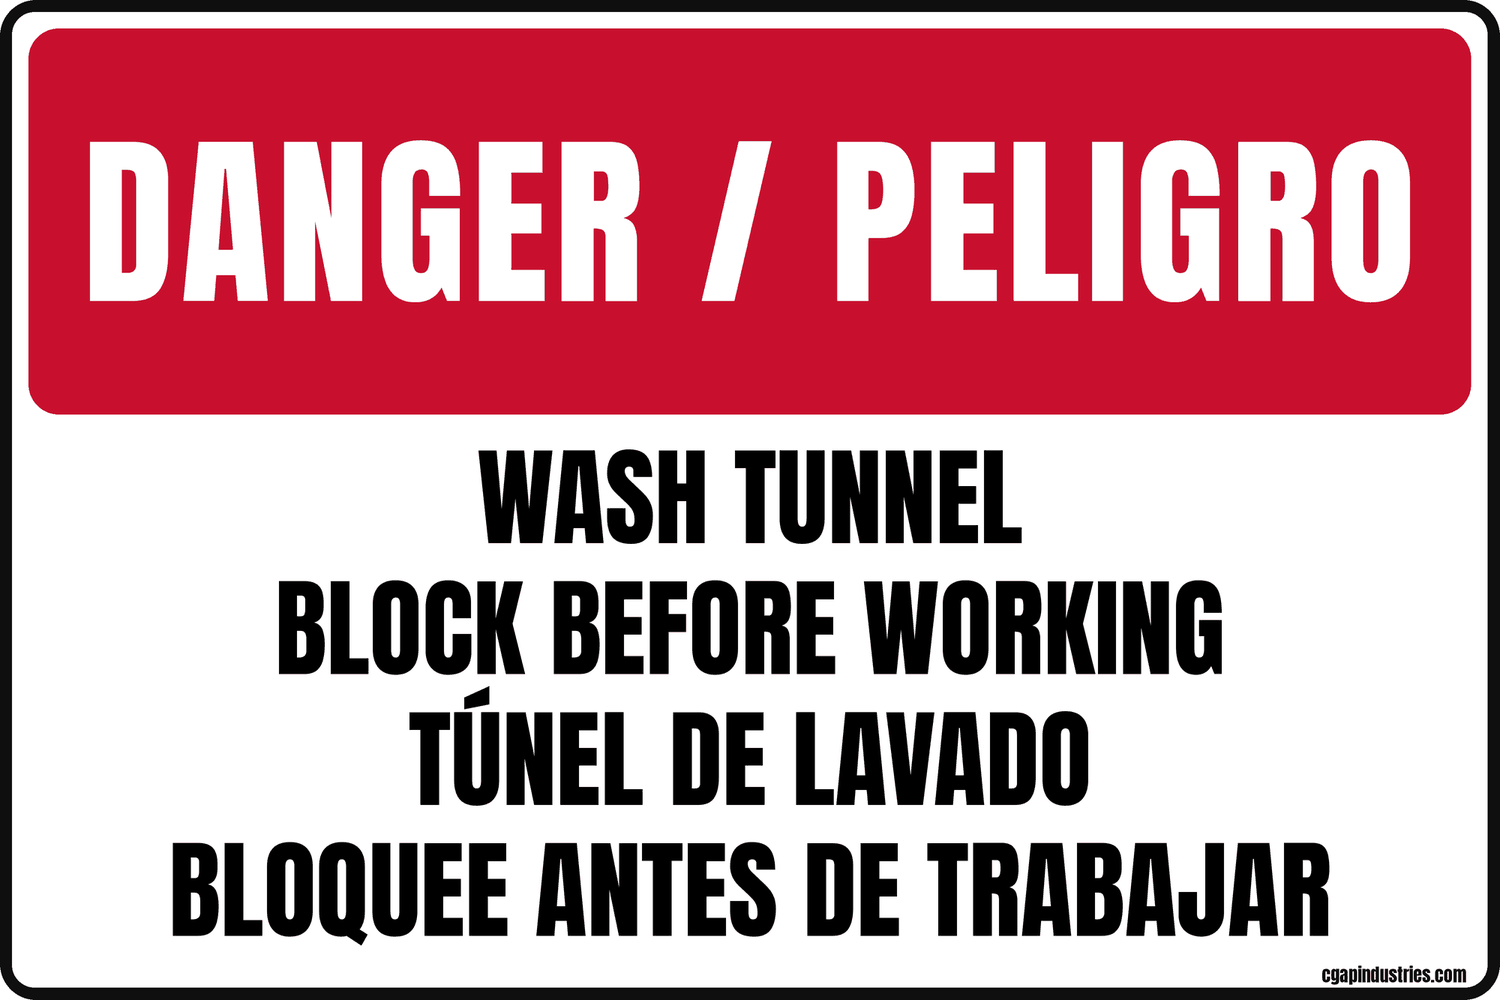 DANGER / PELIGRO
WASH TUNNEL
BLOCK BEFORE WORKING
TÚNEL DE LAVADO
BLOQUEE ANTES DE TRABAJAR
cgapindustries.com